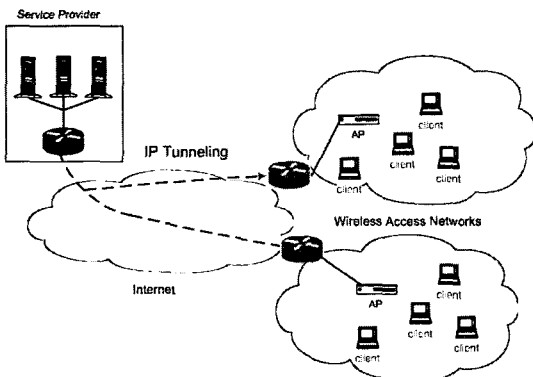 Service Provider
IP Tunneling
AP
client
client
client
client
Wireless Access Networks
Internet
AP
client
client
client
client